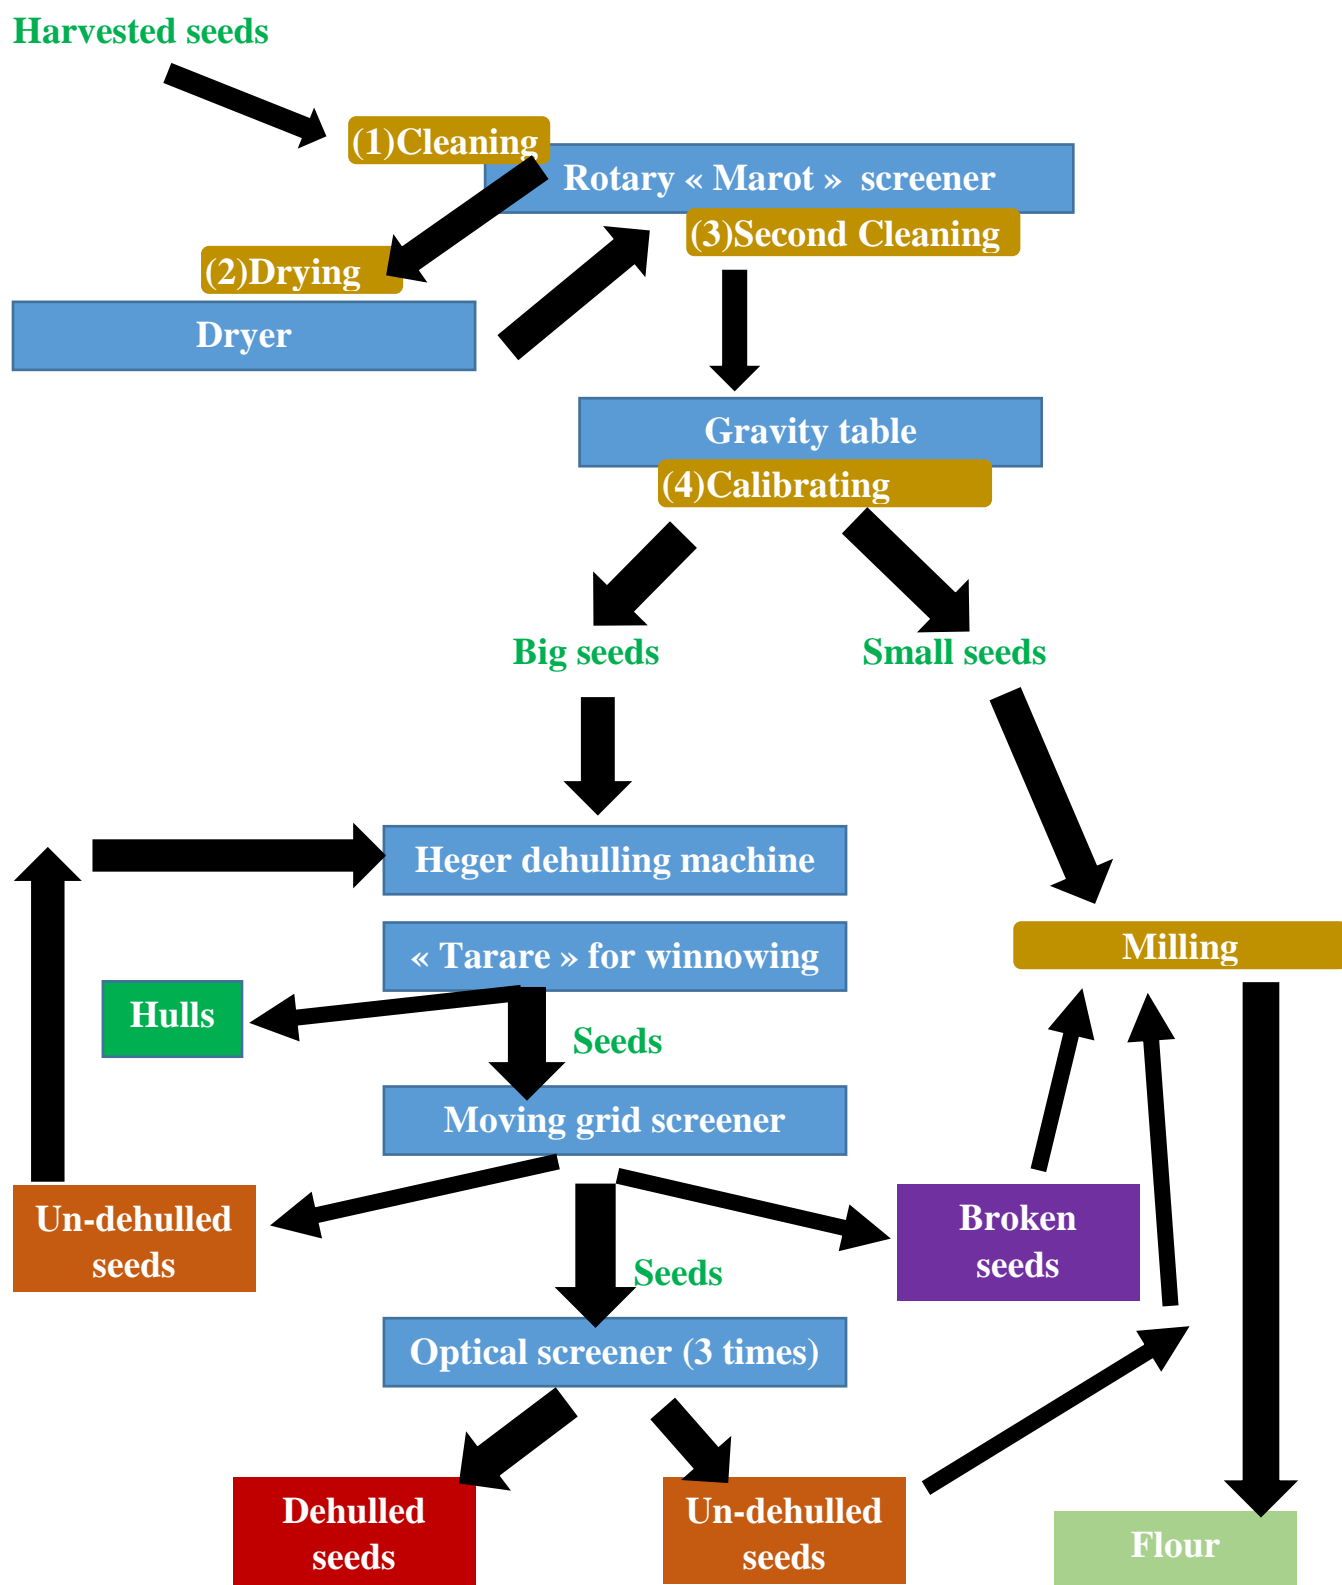 Harvested seeds
(1)Cleaning
Rotary « Marot »  screener
(3)Second Cleaning
(2)Drying
Dryer
Gravity table
(4)Calibrating
Big seeds
Small seeds
Heger dehulling machine
« Tarare » for winnowing
Milling
Hulls
Seeds
Moving grid screener
Un-dehulled
seeds
Broken
seeds
Seeds
Optical screener (3 times)
Dehulled
seeds
Un-dehulled
seeds
Flour